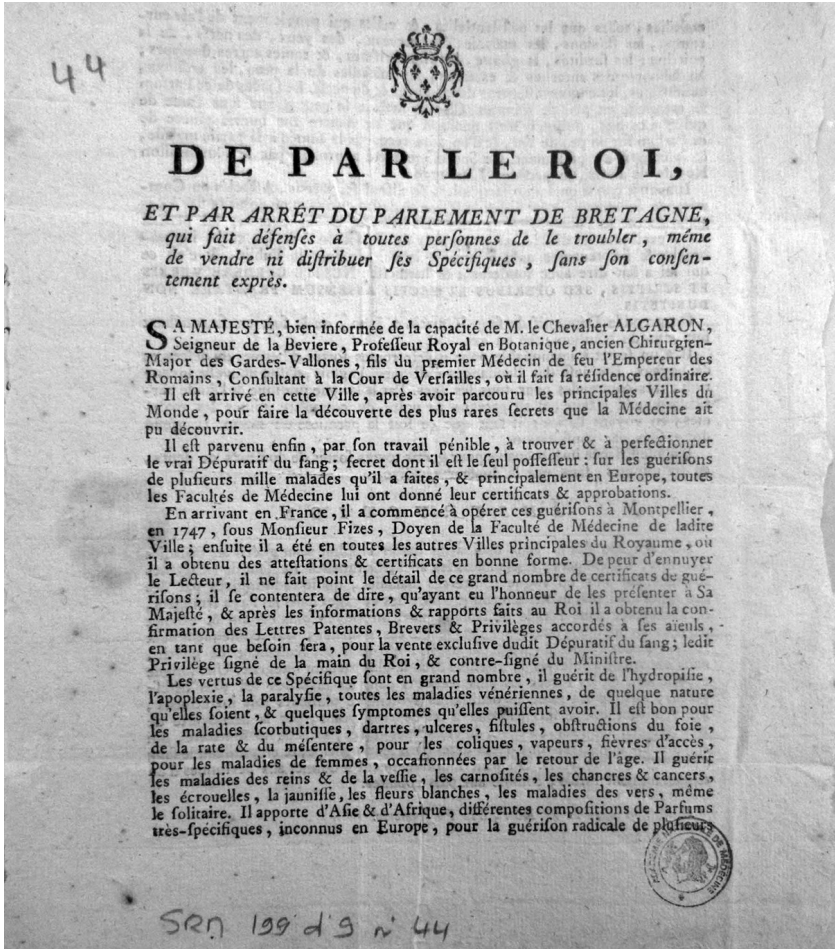 44
DE PAR LE ROI,
ET PAR ARRÊT DU PARLEMENT DE BRETAGNE,
qui fait défenſes à toutes perſonnes de le troubler, même
de vendre ni diſtribuer ſes Spécifiques, ſans ſon conſen-
tement exprès.
SA MAJESTÉ, bien informée de la capacité de M. le Chevalier ALGARON,
Seigneur de la Beviere, Profeſſeur Royal en Botanique, ancien Chirurgien-
Major des Gardes-Vallones, fils du premier Médecin de feu l'Empereur des
Romains, Conſultant à la Cour de Verſailles, où il fait ſa réſidence ordinaire.
Il eſt arrivé en cette Ville, après avoir parcouru les principales Villes du
Monde, pour faire la découverte des plus rares ſecrets que la Médecine ait
pu découvrir.
Il eſt parvenu enfin, par ſon travail pénible, à trouver & à perfectionner
le vrai Dépuratif du ſang; ſecret dont il eſt le ſeul poſſeſſeur: ſur les guériſons
de pluſieurs mille malades qu'il a faites, & principalement en Europe, toutes
les Facultés de Médecine lui ont donné leur certificats & approbations.
En arrivant en France, il a commencé à opérer ces guériſons à Montpellier,
en 1747, ſous Monſieur Fizes, Doyen de la Faculté de Médecine de ladite
Ville; enſuite il a été en toutes les autres Villes principales du Royaume, où
il a obtenu des atteſtations & certificats en bonne forme. De peur d'ennuyer
le Lecteur, il ne fait point le détail de ce grand nombre de certificats de gué-
riſons; il ſe contentera de dire, qu'ayant eu l'honneur de les préſenter à Sa
Majeſté, & après les informations & rapports faits au Roi il a obtenu la con-
firmation des Lettres Patentes, Brevets & Privilèges accordés à ſes aïeuls,
en tant que beſoin ſera, pour la vente excluſive dudit Dépuratif du ſang; ledit
Privilège ſigné de la main du Roi, & contre-ſigné du Miniſtre.
Les vertus de ce Spécifique ſont en grand nombre, il guérit de l'hydropiſie,
l'apoplexie, la paralyſie, toutes les maladies vénériennes, de quelque nature
qu'elles ſoient, & quelques ſymptomes qu'elles puiſſent avoir. Il eſt bon pour
les maladies ſcorbutiques, dartres, ulceres, fiſtules, obſtructions du foie,
de la rate & du méſentere, pour les coliques, vapeurs, fièvres d'accès,
pour les maladies de femmes, occaſionnées par le retour de l'âge. Il guérit
les maladies des reins & de la veſſie, les carnoſités, les chancres & cancers,
les écrouelles, la jauniſſe, les fleurs blanches, les maladies des vers, même
le ſolitaire. Il apporte d'Aſie & d'Afrique, différentes compoſitions de Parfums
très-ſpécifiques, inconnus en Europe, pour la guériſon radicale de pluſieurs
SRM 199 d 9 n° 44